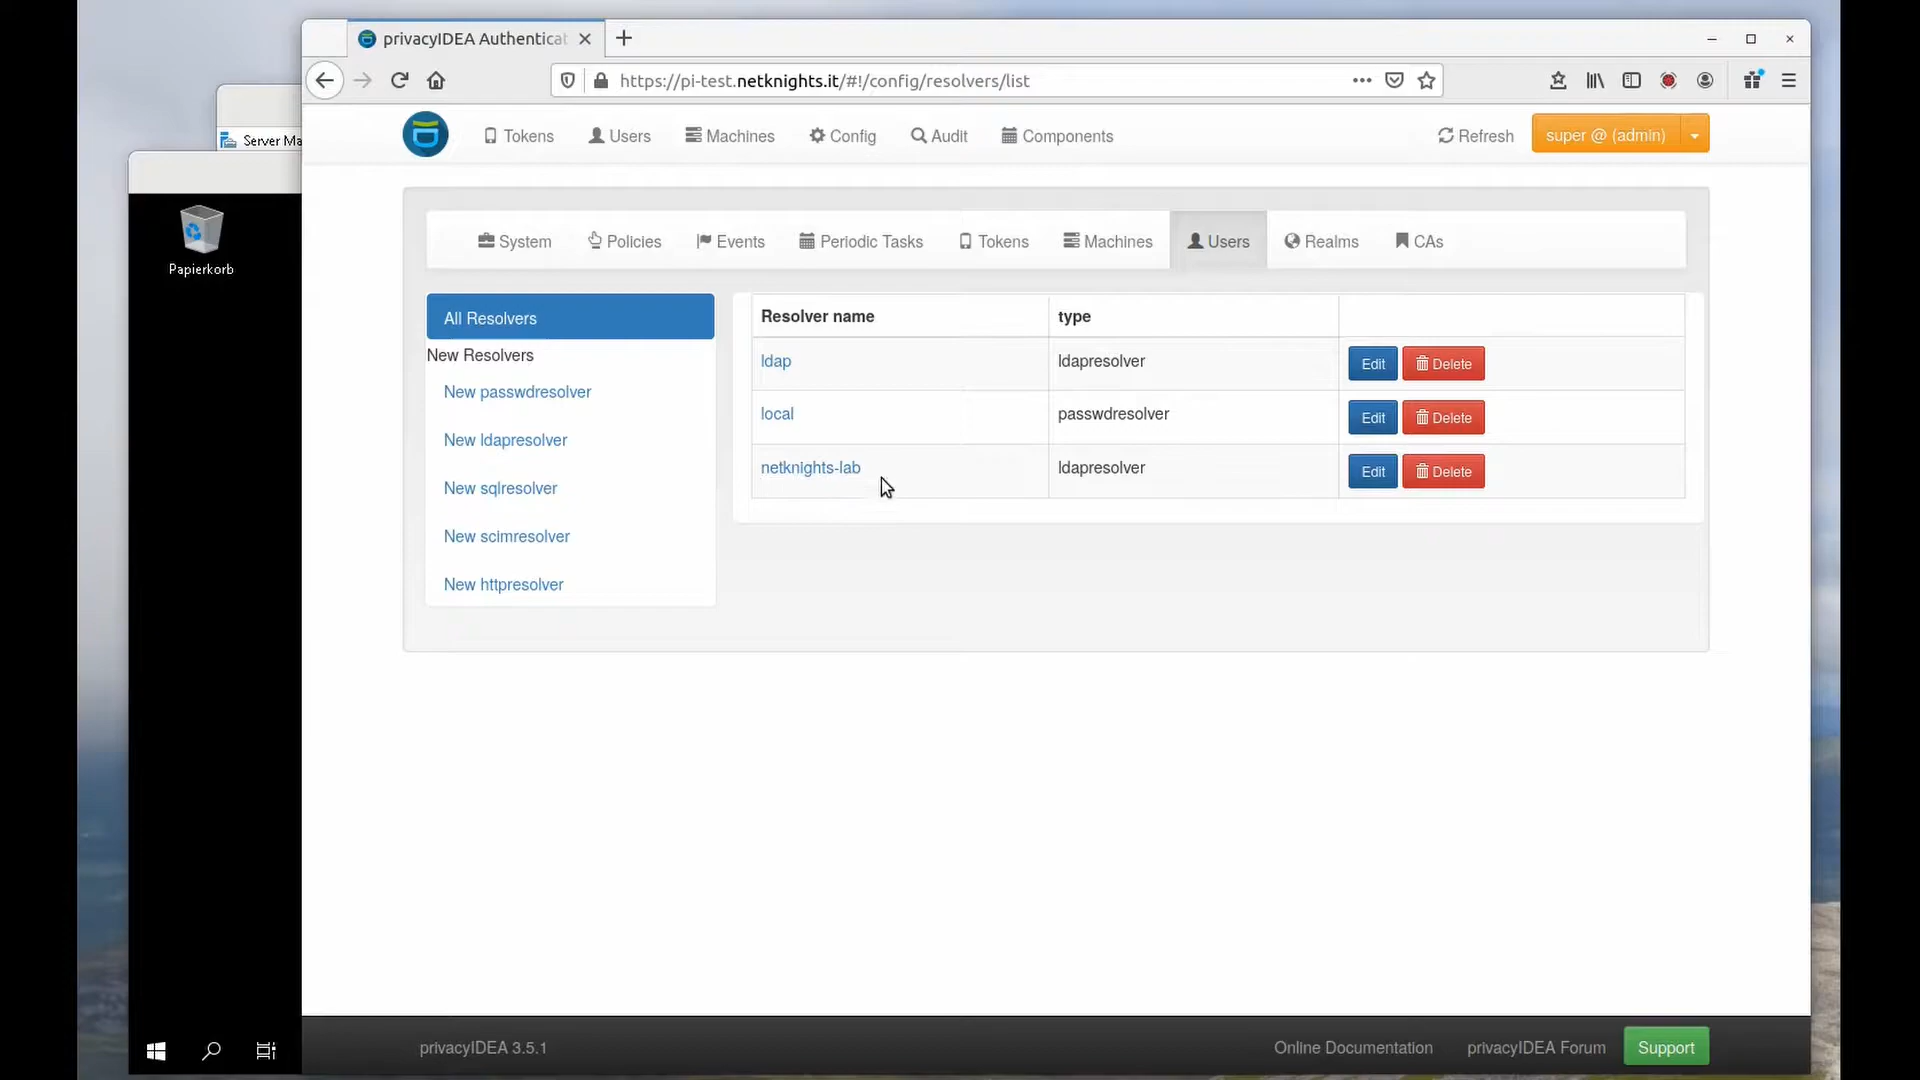 privacyIDEA Authenticat
https://pi-test.netknights.it/#!/config/resolvers/list
Server Ma
Tokens Users Machines Config Audit Components Refresh super @ (admin)
System Policies Events Periodic Tasks Tokens Machines Users Realms CAs
Papierkorb
All Resolvers
New Resolvers
New passwdresolver
New ldapresolver
New sqlresolver
New scimresolver
New httpresolver
Resolver name type
ldap ldapresolver Edit Delete
local passwdresolver Edit Delete
netknights-lab ldapresolver Edit Delete
privacyIDEA 3.5.1 Online Documentation privacyIDEA Forum Support